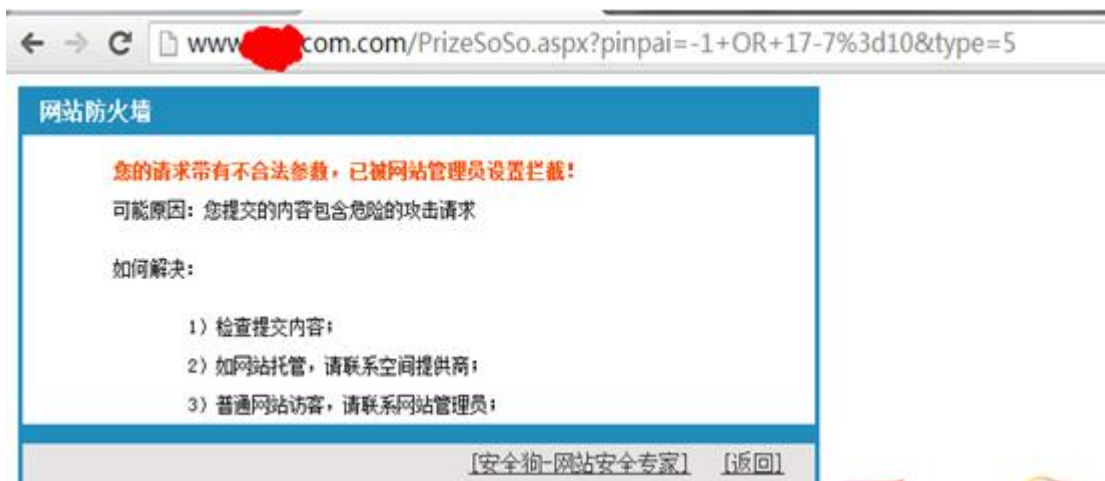 www com.com/PrizeSoSo.aspx?pinpai=-1+OR+17-7%3d10&type=5
网站防火墙
您的请求带有不合法参数，已被网站管理员设置拦截！
可能原因：您提交的内容包含危险的攻击请求
如何解决：
1）检查提交内容；
2）如网站托管，请联系空间提供商；
3）普通网站访客，请联系网站管理员；
[安全狗-网站安全专家] [返回]